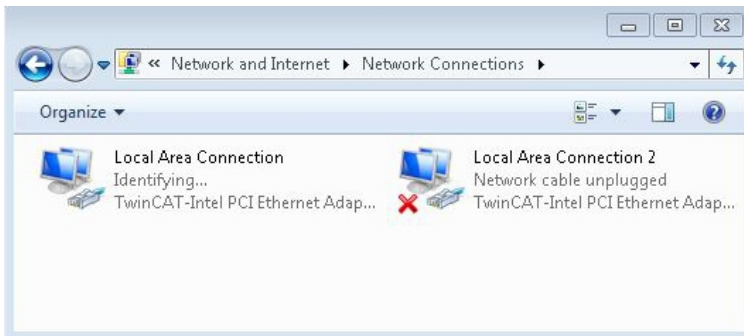 « Network and Internet ▸ Network Connections ▸
Organize
Local Area Connection
Identifying...
TwinCAT-Intel PCI Ethernet Adap...
Local Area Connection 2
Network cable unplugged
TwinCAT-Intel PCI Ethernet Adap...